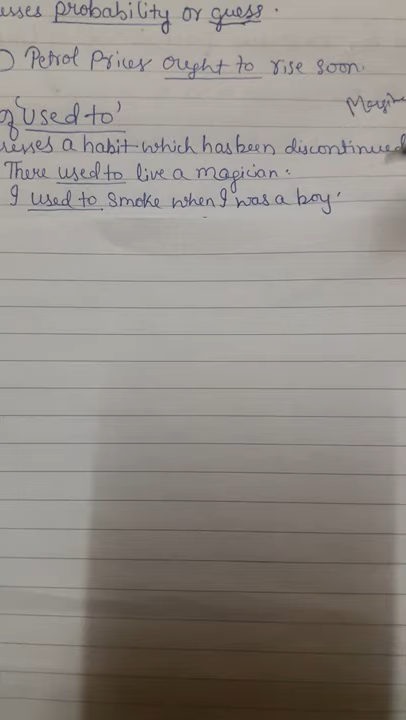 esses probability or guess.
) Petrol Prices ought to rise soon.
of 'used to'
resses a habit which has been discontinued
There used to live a magician.
I used to smoke when I was a boy.